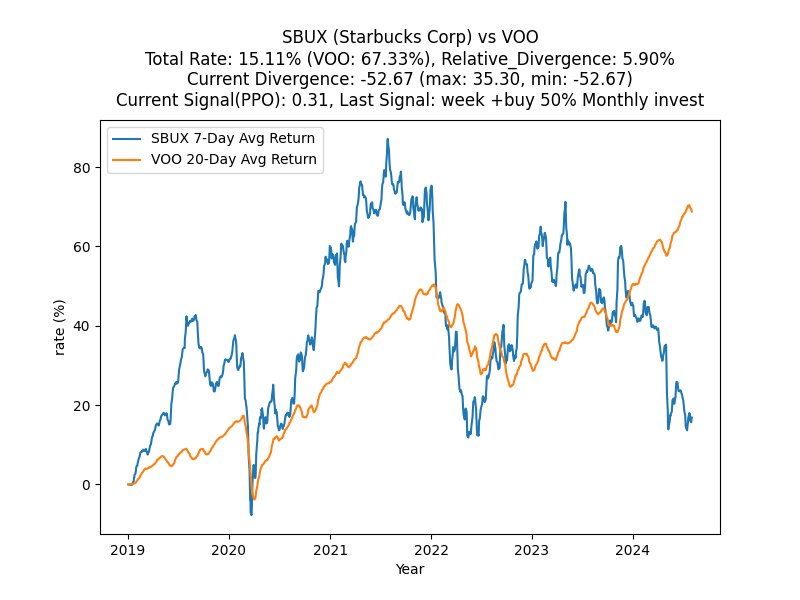 SBUX (Starbucks Corp) vs VOO
Total Rate: 15.11% (VOO: 67.33%), Relative_Divergence: 5.90%
Current Divergence: -52.67 (max: 35.30, min: -52.67)
Current Signal(PPO): 0.31, Last Signal: week +buy 50% Monthly invest
SBUX 7-Day Avg Return
VOO 20-Day Avg Return
80
60
40
20
0
rate (%)
2019 2020 2021 2022 2023 2024
Year